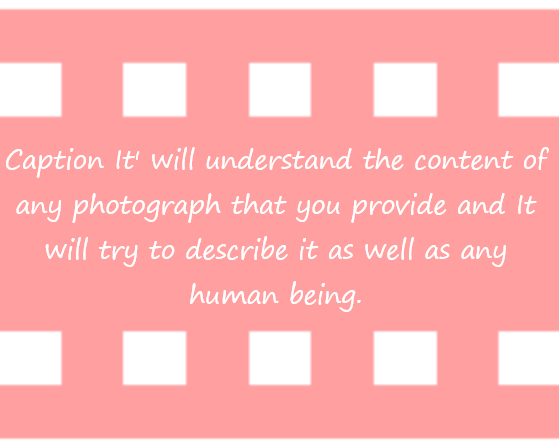 Caption It' will understand the content of
any photograph that you provide and It
will try to describe it as well as any
human being.